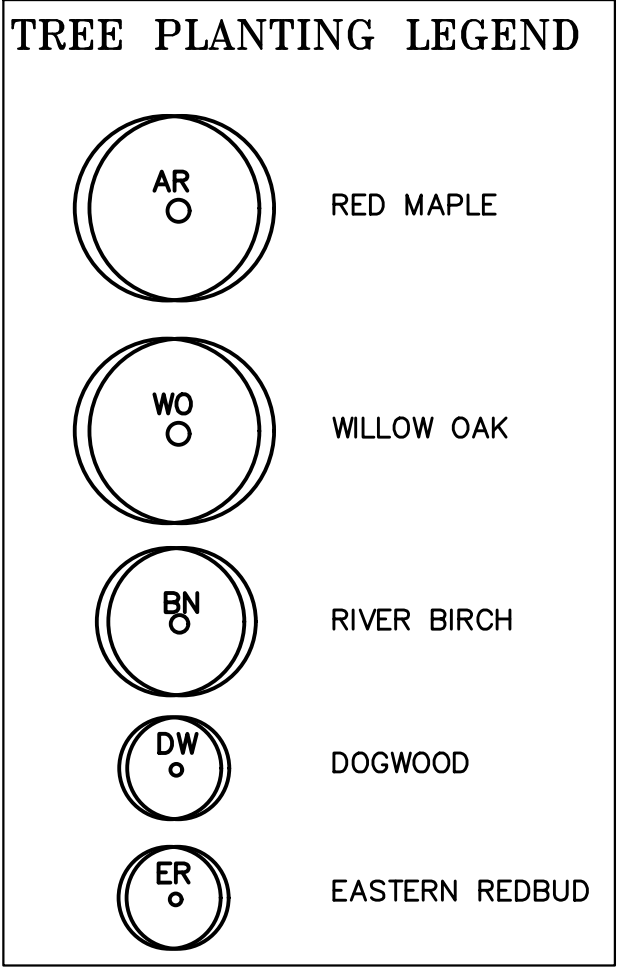 TREE PLANTING LEGEND
AR
RED MAPLE
WO
WILLOW OAK
BN
RIVER BIRCH
DW
DOGWOOD
ER
EASTERN REDBUD